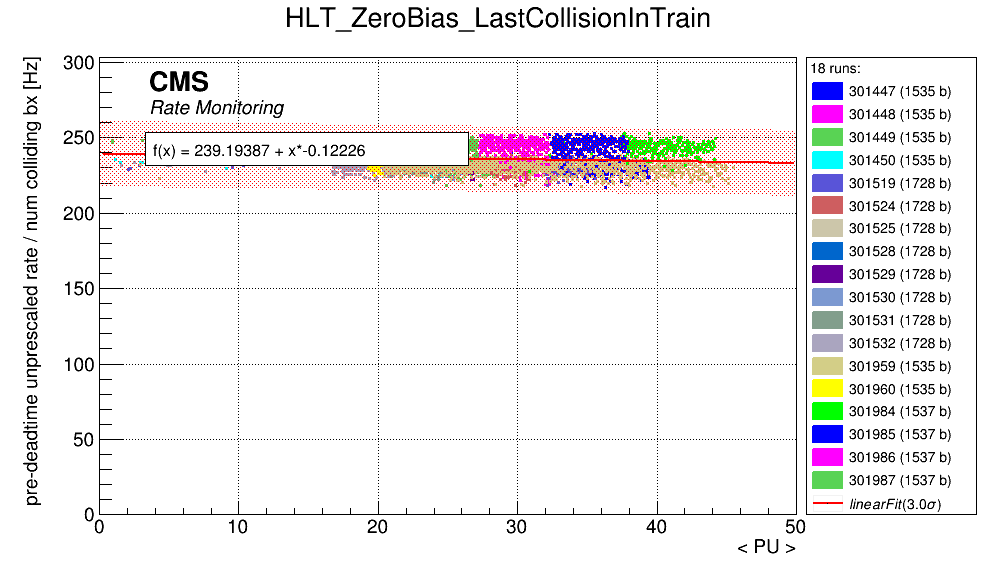 HLT_ZeroBias_LastCollisionInTrain
pre-deadtime unprescaled rate / num colliding bx [Hz]
300
250
200
150
100
50
0
CMS
Rate Monitoring
f(x) = 239.19387 + x*-0.12226
0 10 20 30 40 50
< PU >
18 runs:
301447 (1535 b)
301448 (1535 b)
301449 (1535 b)
301450 (1535 b)
301519 (1728 b)
301524 (1728 b)
301525 (1728 b)
301528 (1728 b)
301529 (1728 b)
301530 (1728 b)
301531 (1728 b)
301532 (1728 b)
301959 (1535 b)
301960 (1535 b)
301984 (1537 b)
301985 (1537 b)
301986 (1537 b)
301987 (1537 b)
linearFit(3.0σ)